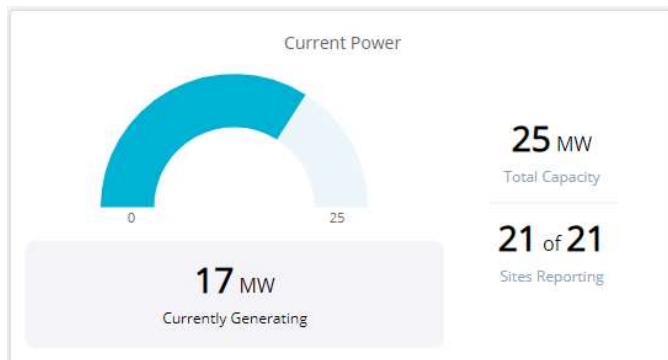 Current Power
0
25
17 MW
Currently Generating
25 MW
Total Capacity
21 of 21
Sites Reporting